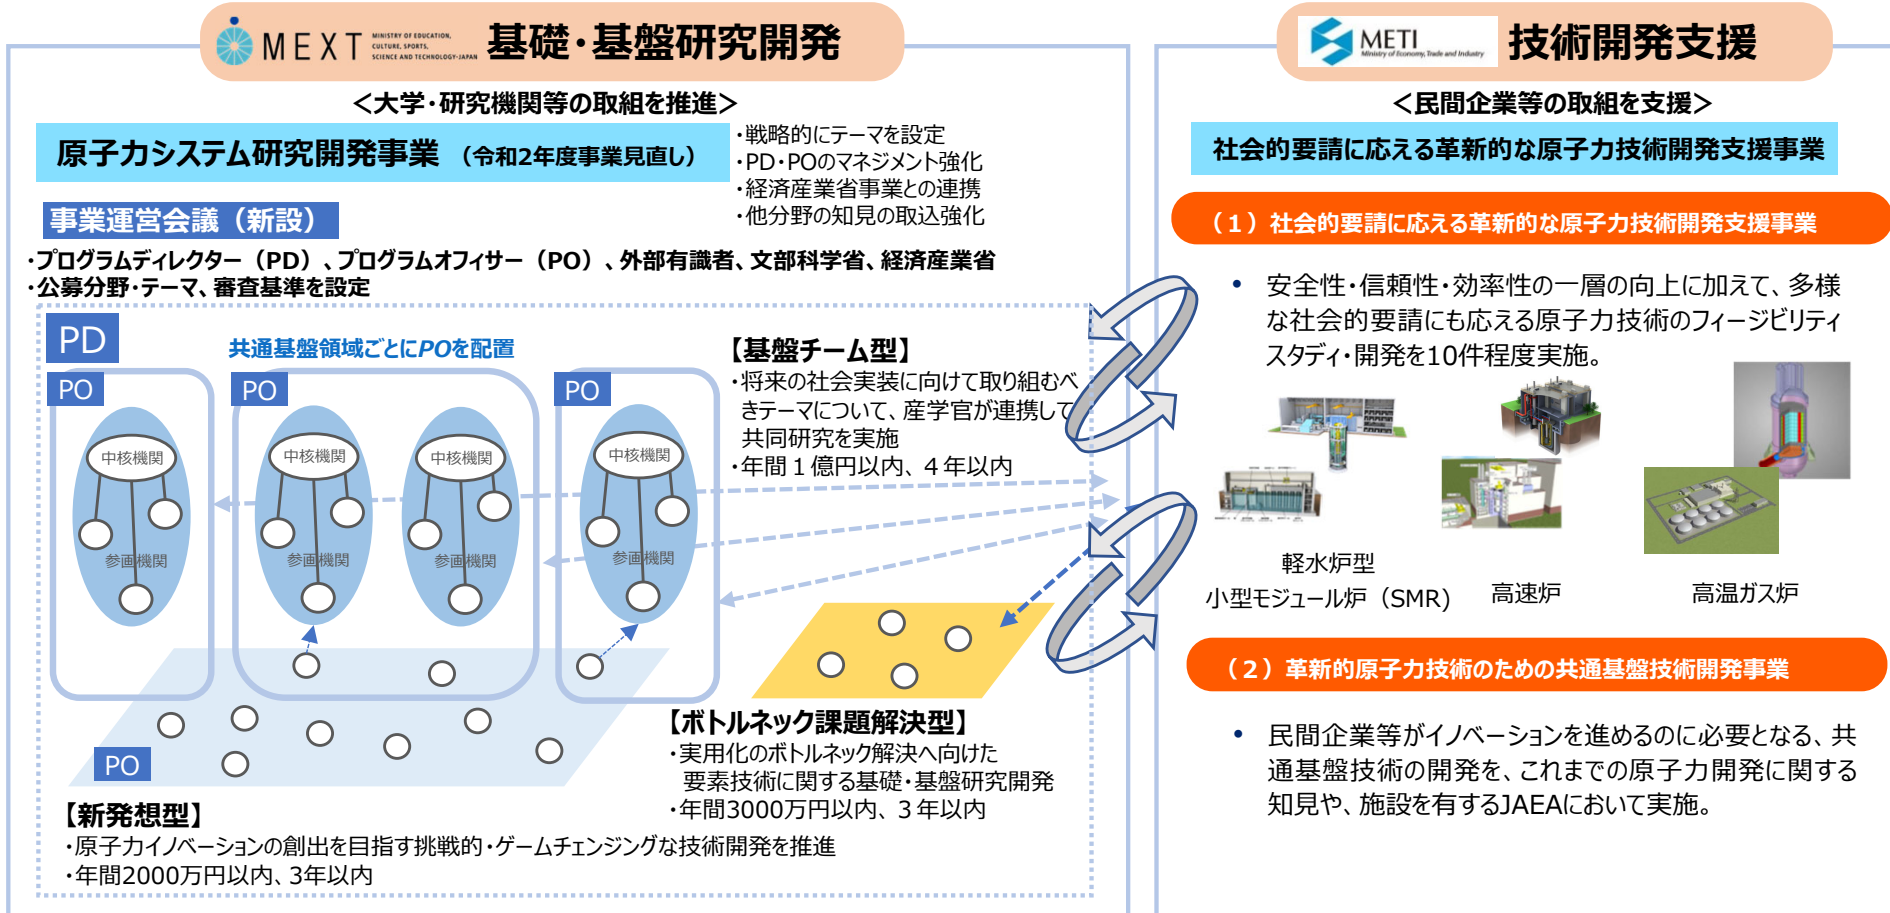 MEXT
MINISTRY OF EDUCATION,
CULTURE, SPORTS,
SCIENCE AND TECHNOLOGY-JAPAN
基礎・基盤研究開発
＜大学・研究機関等の取組を推進＞
原子力システム研究開発事業 （令和2年度事業見直し）
・戦略的にテーマを設定
・PD・POのマネジメント強化
・経済産業省事業との連携
・他分野の知見の取込強化
事業運営会議（新設）
・プログラムディレクター（PD）、プログラムオフィサー（PO）、外部有識者、文部科学省、経済産業省
・公募分野・テーマ、審査基準を設定
PD
共通基盤領域ごとにPOを配置
PO
PO
PO
中核機関
中核機関
中核機関
中核機関
参画機関
参画機関
参画機関
参画機関
【基盤チーム型】
・将来の社会実装に向けて取り組むべ
きテーマについて、産学官が連携して
共同研究を実施
・年間１億円以内、４年以内
【ボトルネック課題解決型】
・実用化のボトルネック解決へ向けた
要素技術に関する基礎・基盤研究開発
・年間3000万円以内、３年以内
PO
【新発想型】
・原子力イノベーションの創出を目指す挑戦的・ゲームチェンジングな技術開発を推進
・年間2000万円以内、3年以内
METI
Ministry of Economy, Trade and Industry
技術開発支援
＜民間企業等の取組を支援＞
社会的要請に応える革新的な原子力技術開発支援事業
（１）社会的要請に応える革新的な原子力技術開発支援事業
• 安全性・信頼性・効率性の一層の向上に加えて、多様
な社会的要請にも応える原子力技術のフィージビリティ
スタディ・開発を10件程度実施。
軽水炉型
小型モジュール炉（SMR)
高速炉
高温ガス炉
（２）革新的原子力技術のための共通基盤技術開発事業
• 民間企業等がイノベーションを進めるのに必要となる、共
通基盤技術の開発を、これまでの原子力開発に関する
知見や、施設を有するJAEAにおいて実施。